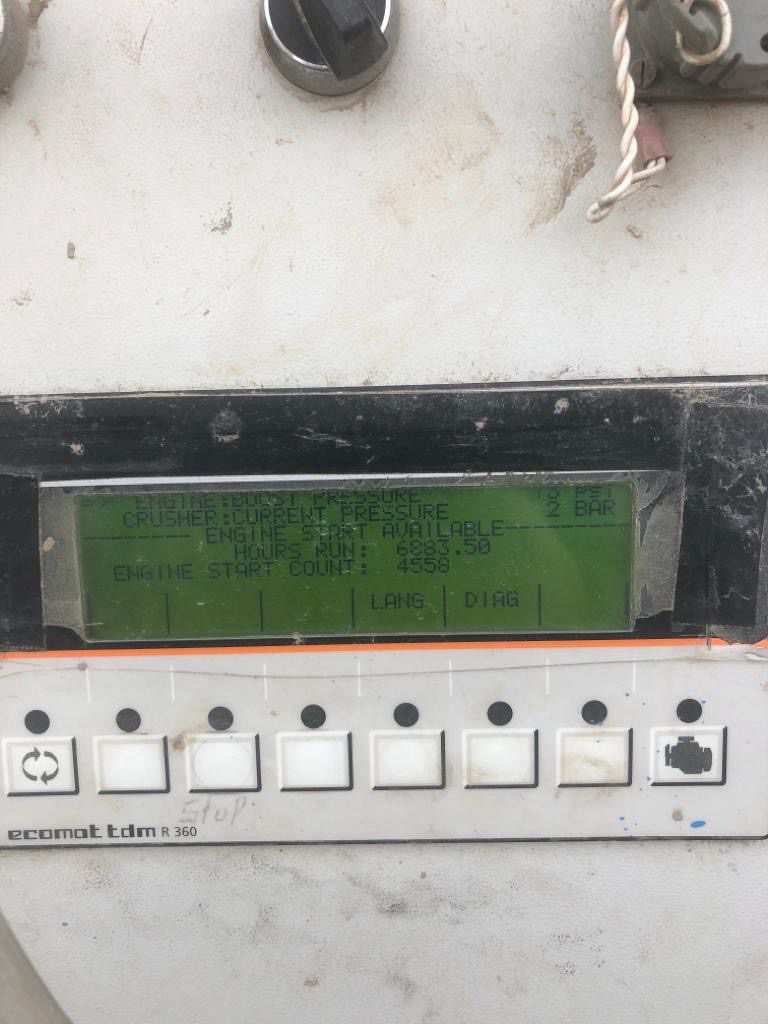 ENGINE:BOOST PRESSURE PSI
CRUSHER:CURRENT PRESSURE 2 BAR
ENGINE START AVAILABLE
HOURS RUN: 6883.50
ENGINE START COUNT: 4558
LANG DIAG
Stop
ecomat tdm R 360